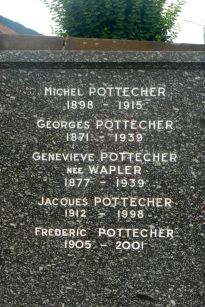 MICHEL POTTECHER
1898 - 1915
GEORGES POTTECHER
1871 - 1939
GENEVIEVE POTTECHER
NEE WAPLER
1877 - 1939
JACQUES POTTECHER
1912 - 1998
FREDERIC POTTECHER
1905 - 2001